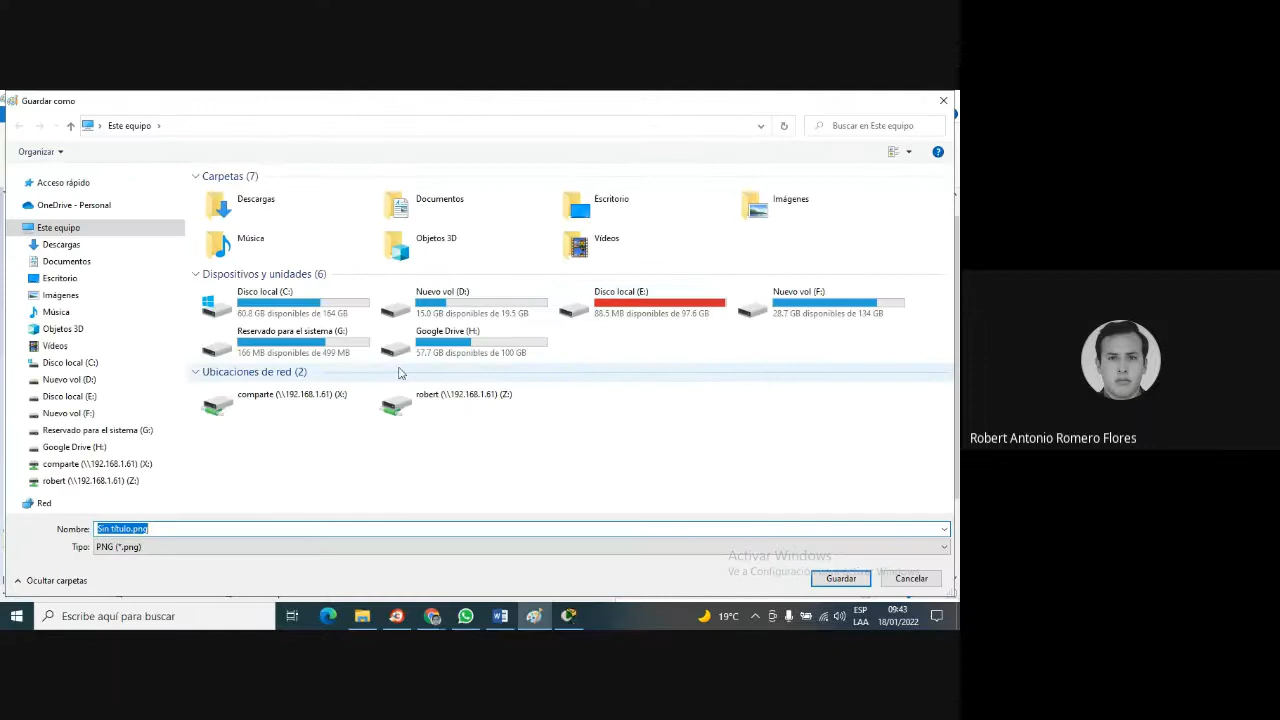 Guardar como
Este equipo
Buscar en Este equipo
Organizar
Acceso rápido
OneDrive - Personal
Este equipo
Descargas
Documentos
Escritorio
Imágenes
Música
Objetos 3D
Vídeos
Disco local (C:)
Nuevo vol (D:)
Disco local (E:)
Nuevo vol (F:)
Reservado para el sistema (G:)
Google Drive (H:)
comparte (\\192.168.1.61) (X:)
robert (\\192.168.1.61) (Z:)
Red
Carpetas (7)
Descargas
Documentos
Escritorio
Imágenes
Música
Objetos 3D
Vídeos
Dispositivos y unidades (6)
Disco local (C:)
60.8 GB disponibles de 164 GB
Nuevo vol (D:)
15.0 GB disponibles de 19.5 GB
Disco local (E:)
88.5 MB disponibles de 97.6 GB
Nuevo vol (F:)
28.7 GB disponibles de 134 GB
Reservado para el sistema (G:)
166 MB disponibles de 499 MB
Google Drive (H:)
57.7 GB disponibles de 100 GB
Ubicaciones de red (2)
comparte (\\192.168.1.61) (X:)
robert (\\192.168.1.61) (Z:)
Nombre: Sin título.png
Tipo: PNG (*.png)
Activar Windows
Ve a Configuración
Ocultar carpetas
Guardar
Cancelar
Escribe aquí para buscar
19°C
ESP
LAA
09:43
18/01/2022
Robert Antonio Romero Flores